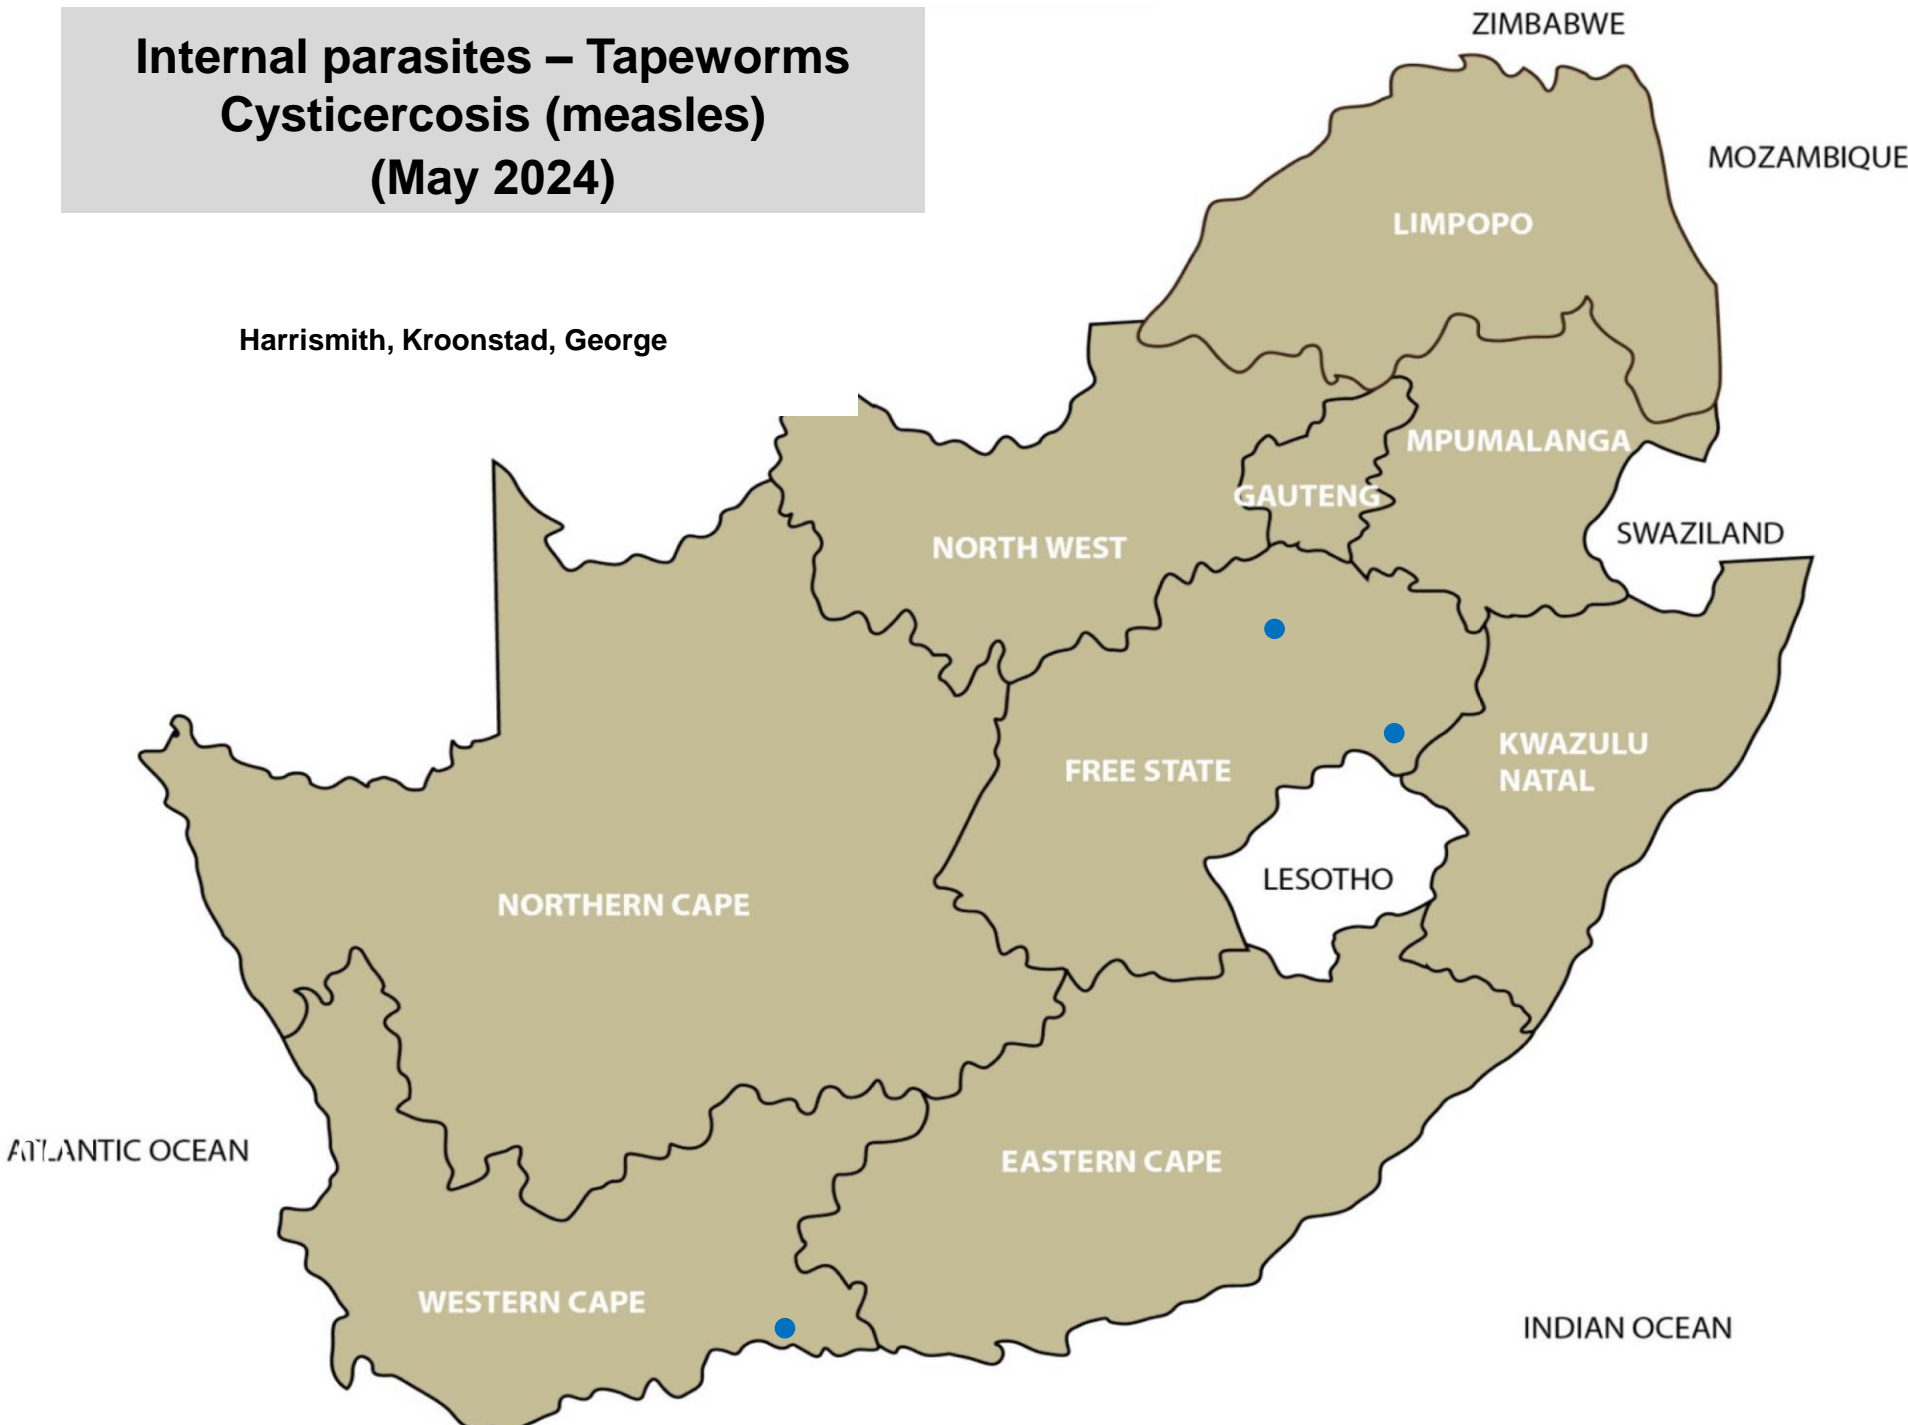 Internal parasites – Tapeworms
Cysticercosis (measles)
(May 2024)
Harrismith, Kroonstad, George
ZIMBABWE
MOZAMBIQUE
LIMPOPO
MPUMALANGA
GAUTENG
NORTH WEST
SWAZILAND
FREE STATE
KWAZULU
NATAL
LESOTHO
NORTHERN CAPE
ATLANTIC OCEAN
EASTERN CAPE
WESTERN CAPE
INDIAN OCEAN